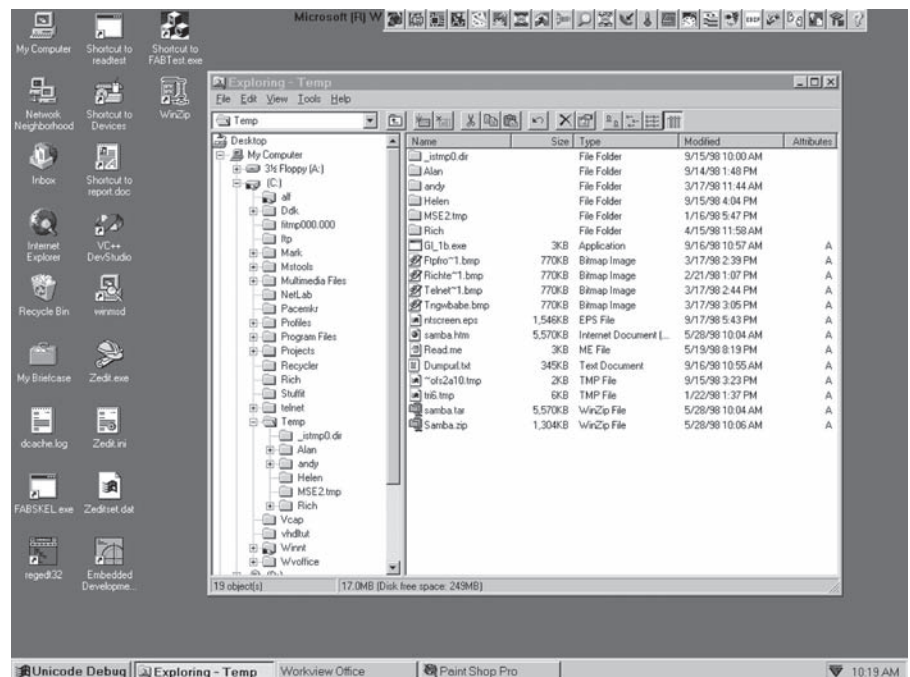 Microsoft (R) W
My Computer
Shortcut to readtest
Shortcut to FABTest.exe
Network Neighborhood
Shortcut to Devices
WinZip
Inbox
Shortcut to report.doc
Internet Explorer
VC++ DevStudio
Recycle Bin
winmsd
My Briefcase
Zedit.exe
dcache.log
Zedit.ini
FABSKEL.exe
Zeditset.dat
regedt32
Embedded Developme...
Exploring - Temp
File Edit View Tools Help
Temp
Desktop
My Computer
3½ Floppy (A:)
(C:)
all
Ddk
fitmp000.000
ftp
Mark
Mstools
Multimedia Files
NetLab
Pacemkr
Profiles
Program Files
Projects
Recycler
Rich
Stuffit
telnet
Temp
_istmp0.dir
Alan
andy
Helen
MSE2.tmp
Rich
Vcap
vhdltut
Winnt
Wvoffice
Name Size Type Modified Attributes
_istmp0.dir File Folder 9/15/98 10:00 AM
Alan File Folder 9/14/98 1:48 PM
andy File Folder 3/17/98 11:44 AM
Helen File Folder 9/15/98 4:04 PM
MSE2.tmp File Folder 1/16/98 5:47 PM
Rich File Folder 4/15/98 11:58 AM
GI_1b.exe 3KB Application 9/16/98 10:57 AM A
Ftpfro~1.bmp 770KB Bitmap Image 3/17/98 2:39 PM A
Richte~1.bmp 770KB Bitmap Image 2/21/98 1:07 PM A
Telnet~1.bmp 770KB Bitmap Image 3/17/98 2:44 PM A
Tngwbabe.bmp 770KB Bitmap Image 3/17/98 3:05 PM A
ntscreen.eps 1,546KB EPS File 9/17/98 5:43 PM A
samba.htm 5,570KB Internet Document (... 5/28/98 10:04 AM A
Read.me 3KB ME File 5/19/98 8:19 PM A
Dumpurl.txt 345KB Text Document 9/16/98 10:55 AM A
~ols2a10.tmp 2KB TMP File 9/15/98 3:23 PM A
tri6.tmp 6KB TMP File 1/22/98 1:37 PM A
samba.tar 5,570KB WinZip File 5/28/98 10:04 AM A
Samba.zip 1,304KB WinZip File 5/28/98 10:06 AM A
19 object(s) 17.0MB (Disk free space: 249MB)
Unicode Debug Exploring - Temp Workview Office Paint Shop Pro 10:19 AM